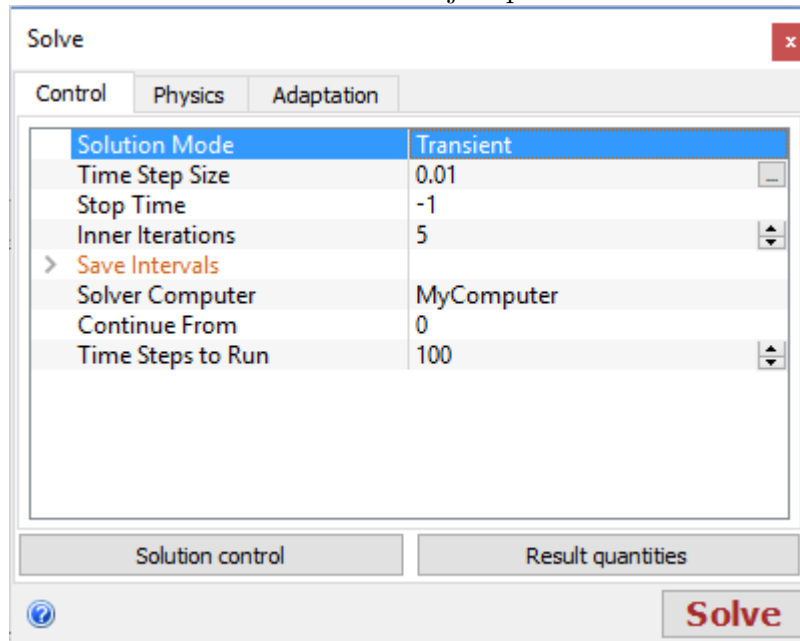 Solve x
Control Physics Adaptation
Solution Mode Transient
Time Step Size 0.01 ...
Stop Time -1
Inner Iterations 5
> Save Intervals
Solver Computer MyComputer
Continue From 0
Time Steps to Run 100
Solution control Result quantities
? Solve